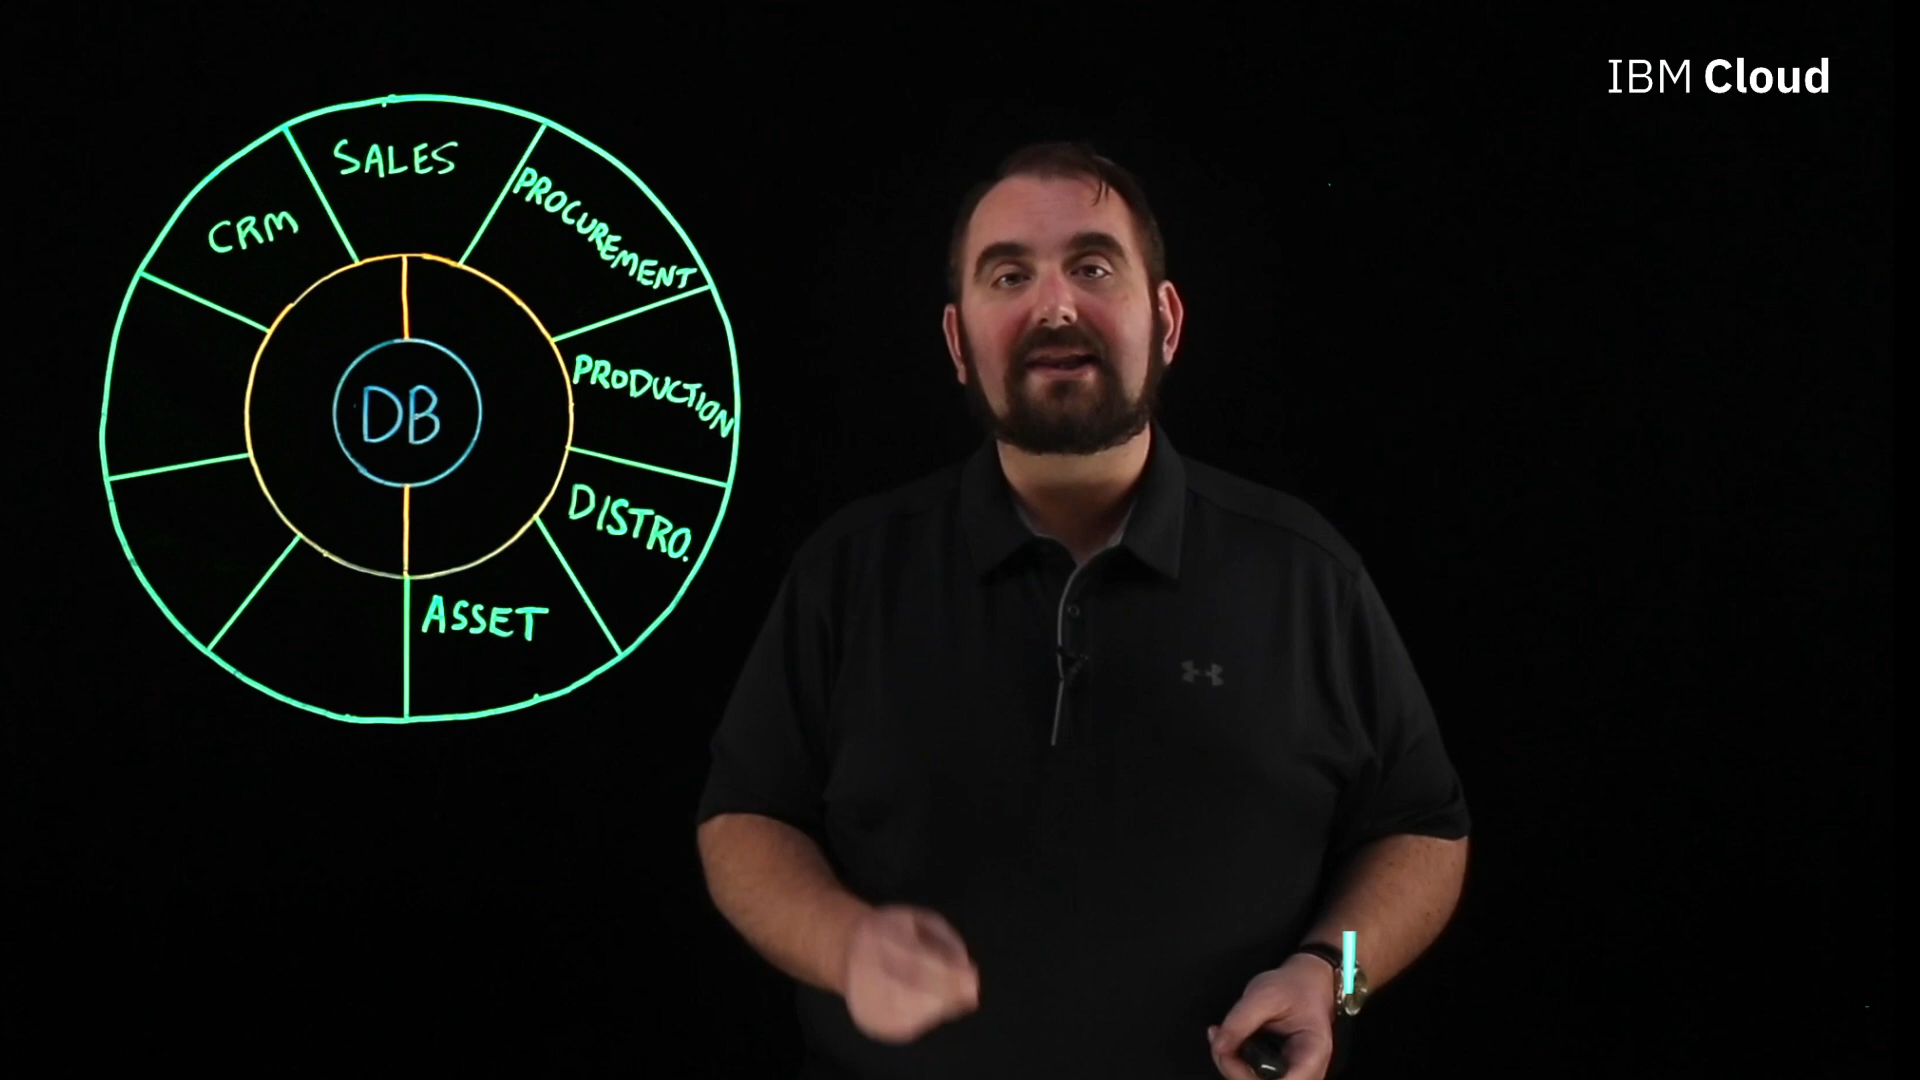 IBM Cloud
SALES
CRM
PROCUREMENT
PRODUCTION
DB
DISTRO.
ASSET